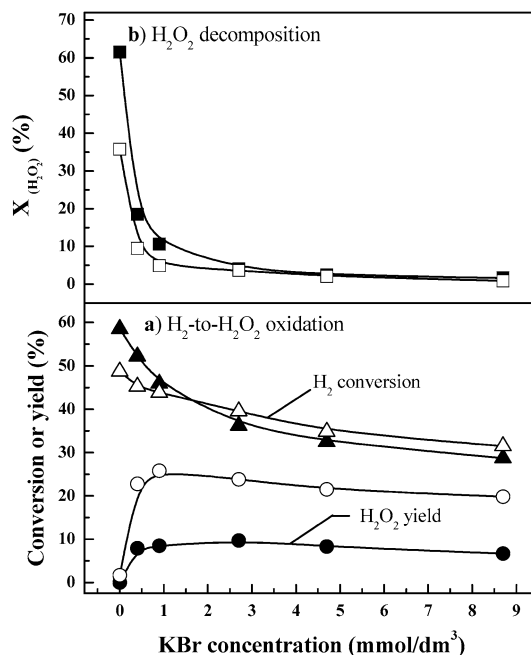 b) H₂O₂ decomposition
70
60
50
40
30
20
10
0
X (H₂O₂) (%)
a) H₂-to-H₂O₂ oxidation
H₂ conversion
H₂O₂ yield
60
50
40
30
20
10
0
Conversion or yield (%)
0 1 2 3 4 5 6 7 8 9
KBr concentration (mmol/dm³)